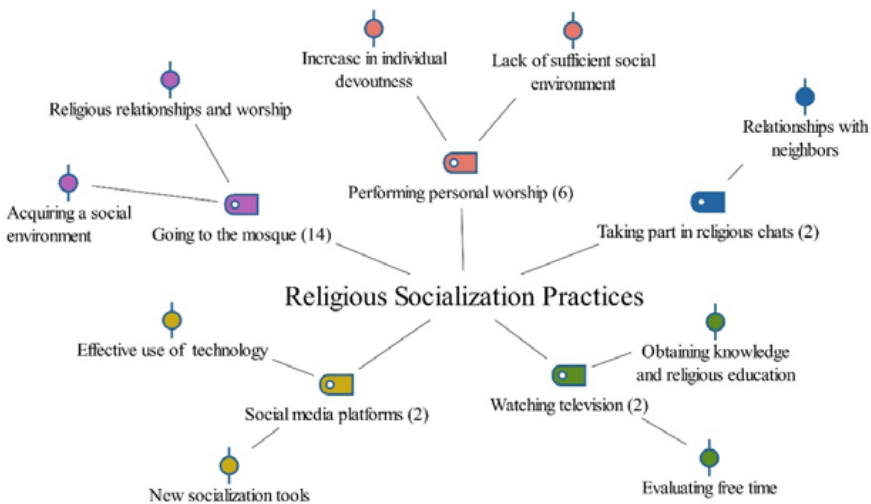 Increase in individual
devoutness
Lack of sufficient social
environment
Religious relationships and worship
Relationships with
neighbors
Performing personal worship (6)
Acquiring a social
environment
Going to the mosque (14)
Taking part in religious chats (2)
Religious Socialization Practices
Effective use of technology
Obtaining knowledge
and religious education
Social media platforms (2)
Watching television (2)
New socialization tools
Evaluating free time